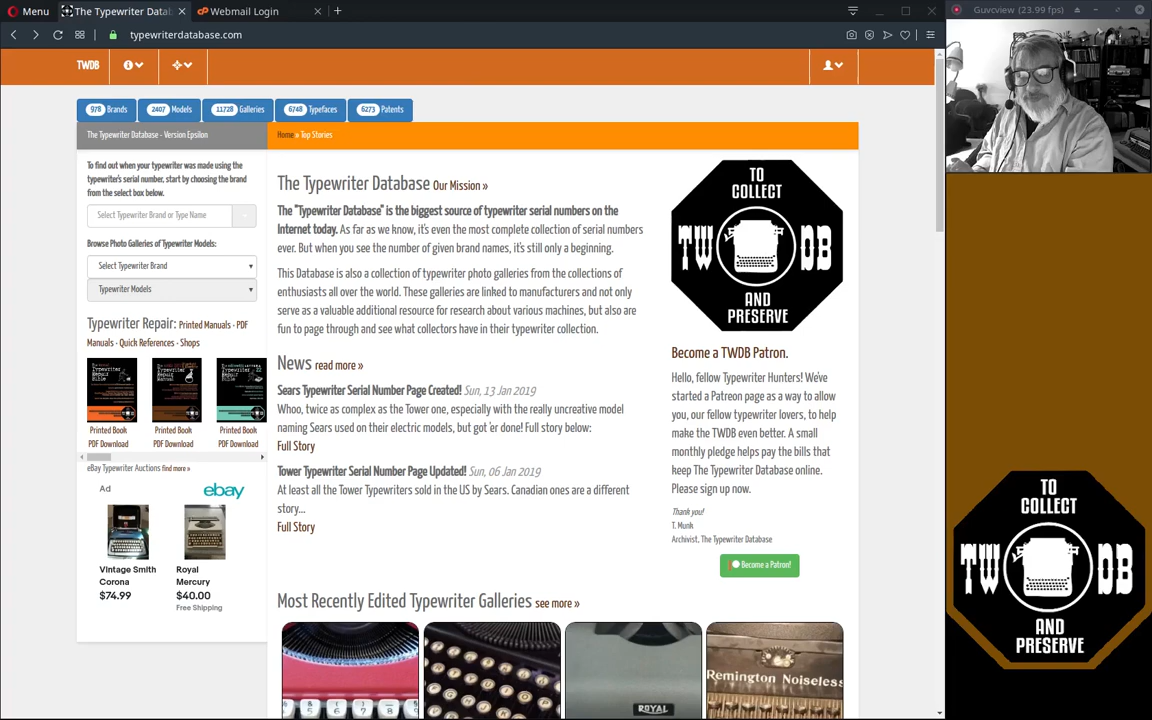 Menu
The Typewriter Datab
Webmail Login
Guvcview (23.99 fps)
typewriterdatabase.com
TWDB
978 Brands
2407 Models
11728 Galleries
6748 Typefaces
6273 Patents
The Typewriter Database - Version Epsilon
Home » Top Stories
To find out when your typewriter was made using the
typewriter's serial number, start by choosing the brand
from the select box below.
Select Typewriter Brand or Type Name
Browse Photo Galleries of Typewriter Models:
Select Typewriter Brand
Typewriter Models
Typewriter Repair: Printed Manuals · PDF
Manuals · Quick References · Shops
Printed Book
PDF Download
Printed Book
PDF Download
Printed Book
PDF Download
eBay Typewriter Auctions find more »
Ad
ebay
Vintage Smith
Corona
$74.99
Royal
Mercury
$40.00
Free Shipping
The Typewriter Database Our Mission »
The "Typewriter Database" is the biggest source of typewriter serial numbers on the
Internet today. As far as we know, it's even the most complete collection of serial numbers
ever. But when you see the number of given brand names, it's still only a beginning.
This Database is also a collection of typewriter photo galleries from the collections of
enthusiasts all over the world. These galleries are linked to manufacturers and not only
serve as a valuable additional resource for research about various machines, but also are
fun to page through and see what collectors have in their typewriter collection.
News read more »
Sears Typewriter Serial Number Page Created! Sun, 13 Jan 2019
Whoo, twice as complex as the Tower one, especially with the really uncreative model
naming Sears used on their electric models, but got 'er done! Full story below:
Full Story
Tower Typewriter Serial Number Page Updated! Sun, 06 Jan 2019
At least all the Tower Typewriters sold in the US by Sears. Canadian ones are a different
story...
Full Story
Most Recently Edited Typewriter Galleries see more »
ROYAL
Remington Noiseless
TO
COLLECT
TW DB
AND
PRESERVE
Become a TWDB Patron.
Hello, fellow Typewriter Hunters! We've
started a Patreon page as a way to allow
you, our fellow typewriter lovers, to help
make the TWDB even better. A small
monthly pledge helps pay the bills that
keep The Typewriter Database online.
Please sign up now.
Thank you!
T. Munk
Archivist, The Typewriter Database
Become a Patron!
TO
COLLECT
TW DB
AND
PRESERVE